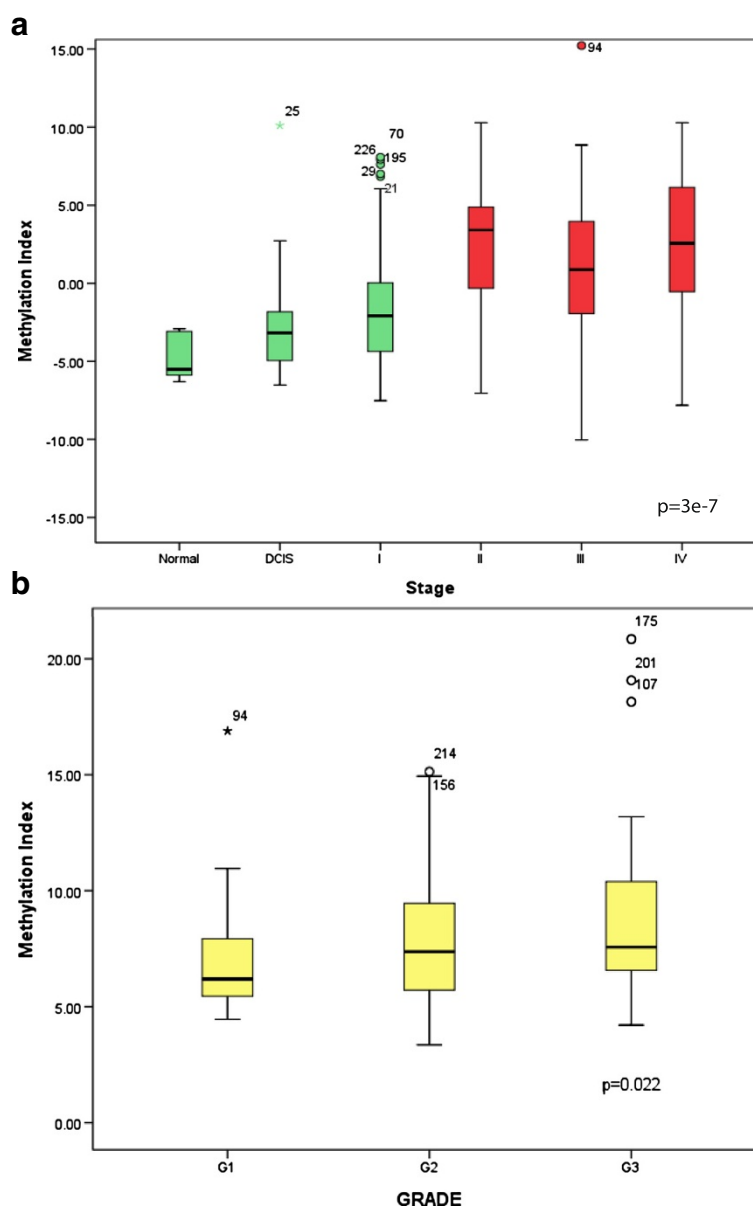 a
15.00
10.00
5.00
0.00
-5.00
-10.00
-15.00
Methylation Index
25
70
226 195
29
21
94
p=3e-7
Normal DCIS I II III IV
Stage
b
20.00
15.00
10.00
5.00
0.00
Methylation Index
94
214
156
175
201
107
p=0.022
G1 G2 G3
GRADE